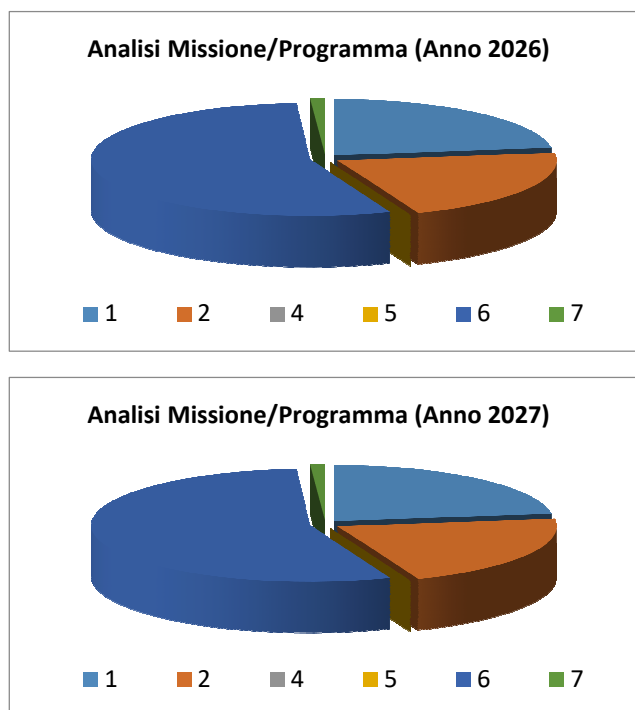 Analisi Missione/Programma (Anno 2026)
1 2 4 5 6 7
Analisi Missione/Programma (Anno 2027)
1 2 4 5 6 7